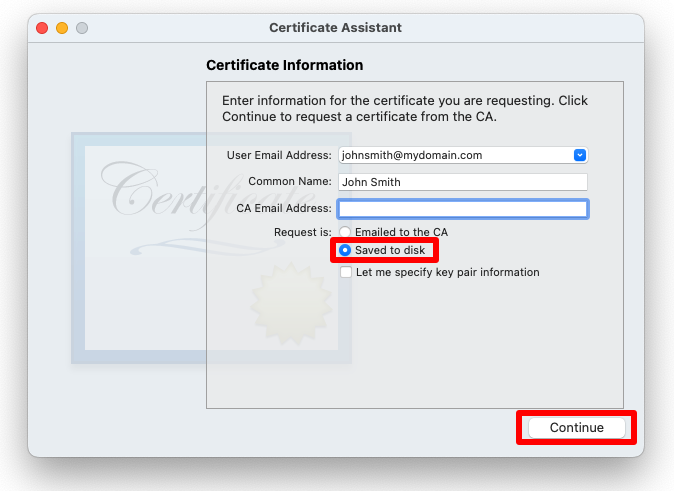 Certificate Assistant
Certificate Information
Enter information for the certificate you are requesting. Click
Continue to request a certificate from the CA.
Certificate
User Email Address: johnsmith@mydomain.com
Common Name: John Smith
CA Email Address:
Request is: Emailed to the CA
Saved to disk
Let me specify key pair information
Continue